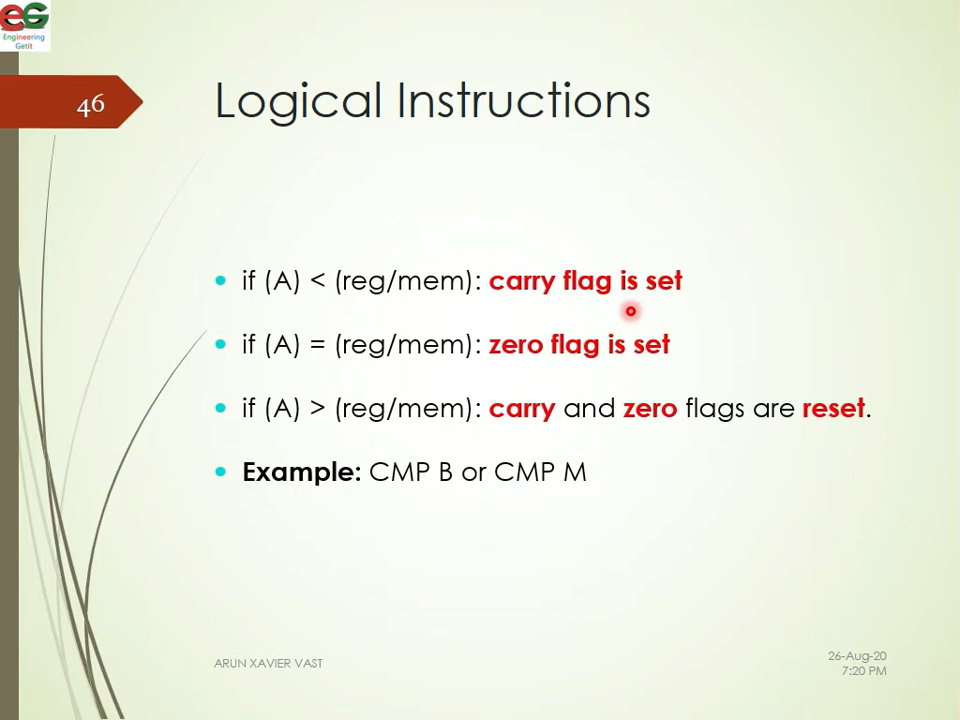 EG
Engineering
Getit
46
Logical Instructions
• if (A) < (reg/mem): carry flag is set
• if (A) = (reg/mem): zero flag is set
• if (A) > (reg/mem): carry and zero flags are reset.
• Example: CMP B or CMP M
ARUN XAVIER VAST
26-Aug-20
7:20 PM